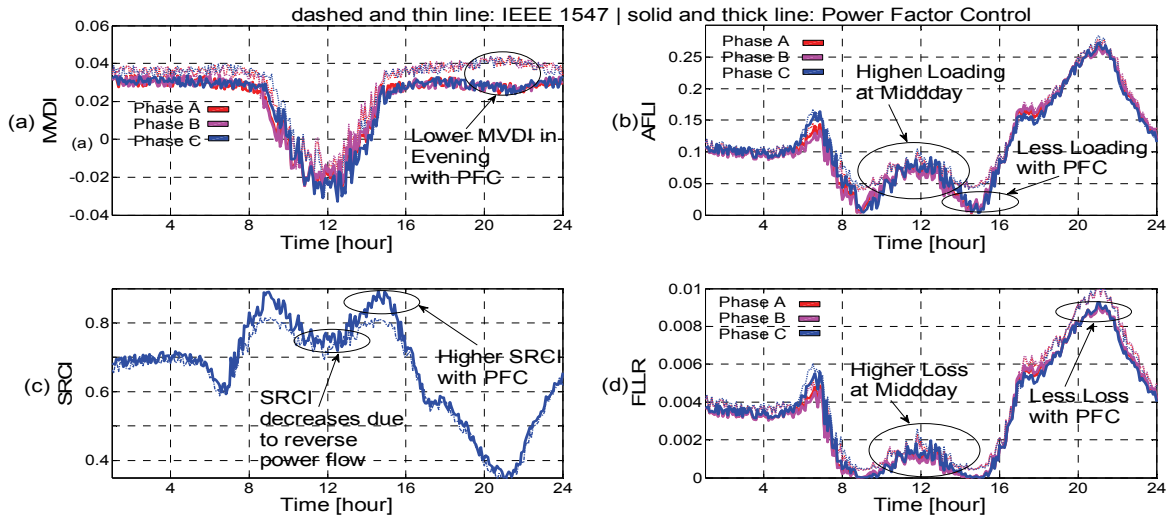 dashed and thin line: IEEE 1547 | solid and thick line: Power Factor Control
(a)
MVDI
(a)
0.06
0.04
0.02
0
-0.02
-0.04
Phase A
Phase B
Phase C
Lower MVDI in
Evening
with PFC
4
8
12
16
20
24
Time [hour]
(b)
AFLI
0.25
0.2
0.15
0.1
0.05
0
Phase A
Phase B
Phase C
Higher Loading
at Middday
Less Loading
with PFC
4
8
12
16
20
24
Time [hour]
(c)
SRCI
0.8
0.6
0.4
SRCI
decreases due
to reverse
power flow
Higher SRCI
with PFC
4
8
12
16
20
24
Time [hour]
(d)
FLLR
0.01
0.008
0.006
0.004
0.002
0
Phase A
Phase B
Phase C
Higher Loss
at Middday
Less Loss
with PFC
4
8
12
16
20
24
Time [hour]